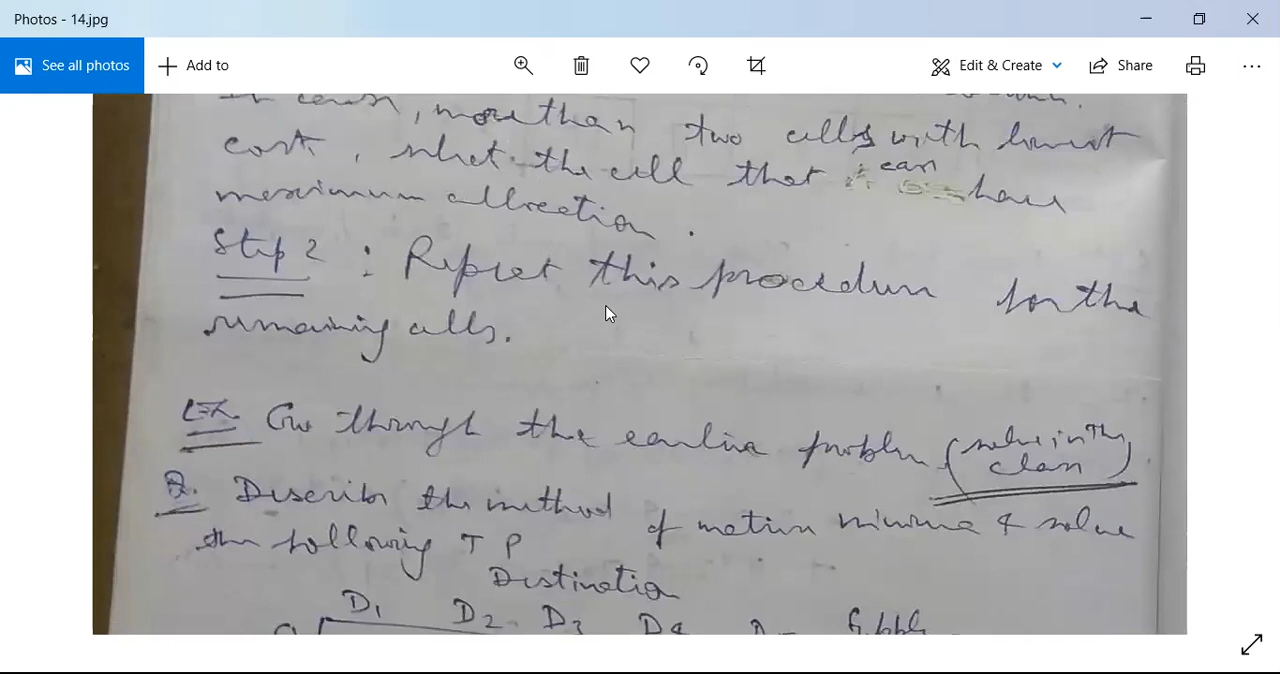 Photos - 14.jpg
See all photos
Add to
Edit & Create
Share
In case, more than two cells with lowest
cost, select the cell that can have
maximum allocation.
Step 2 : Repeat this procedure for the
remaining cells.
Ex. Go through the earlier problem (solve in the
class)
Q. Describe the method of matrix minima & solve
the following T P
Destination
D1 D2 D3 D4 Supply